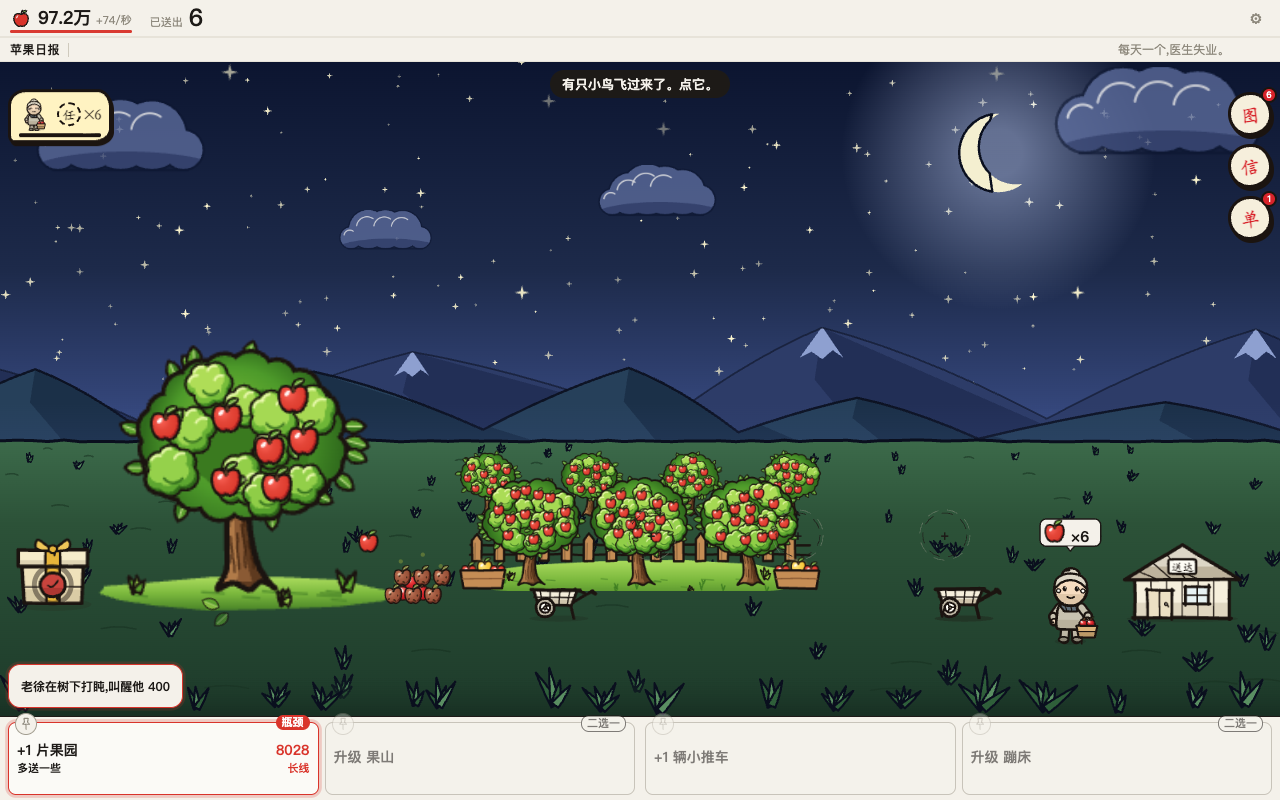 97.2万 +74/秒 已送出 6
苹果日报
每天一个,医生失业。
有只小鸟飞过来了。点它。
任 ×6
6
图
信
1
单
×6
送达
老徐在树下打盹,叫醒他 400
瓶颈
+1 片果园 8028
多送一些 长线
二选一
升级 果山
+1 辆小推车
二选一
升级 蹦床